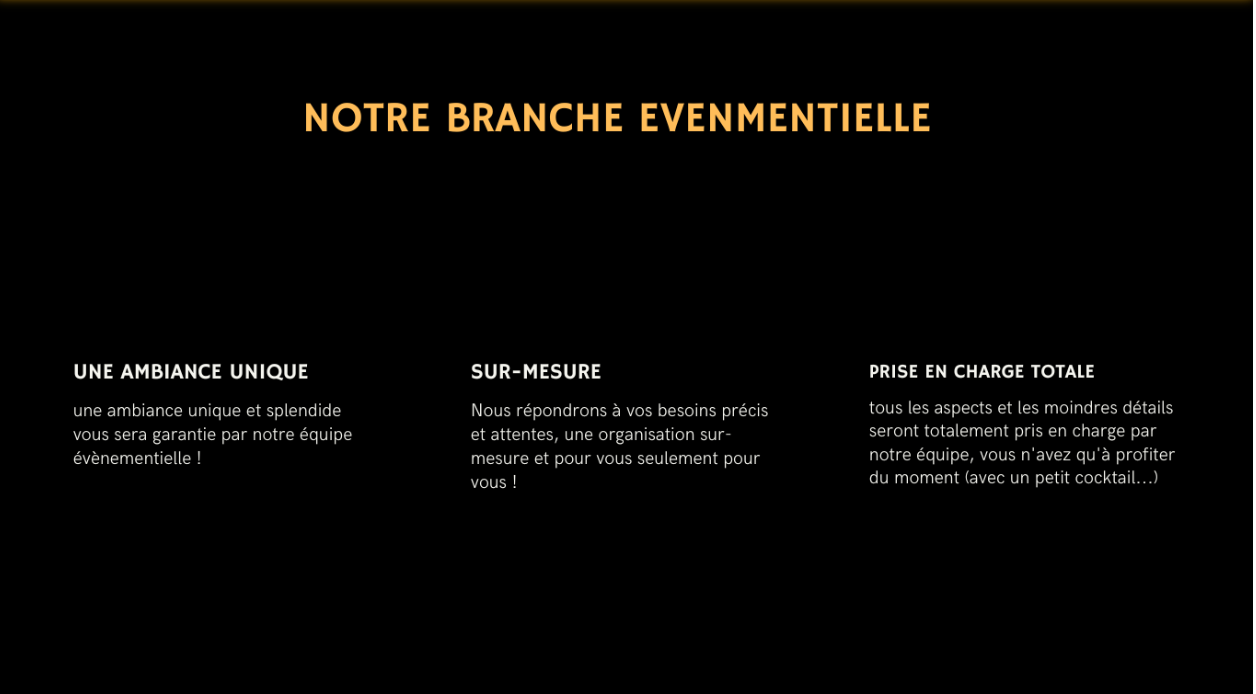 NOTRE BRANCHE EVENMENTIELLE
UNE AMBIANCE UNIQUE
une ambiance unique et splendide
vous sera garantie par notre équipe
évènementielle !
SUR-MESURE
Nous répondrons à vos besoins précis
et attentes, une organisation sur-
mesure et pour vous seulement pour
vous !
PRISE EN CHARGE TOTALE
tous les aspects et les moindres détails
seront totalement pris en charge par
notre équipe, vous n'avez qu'à profiter
du moment (avec un petit cocktail...)